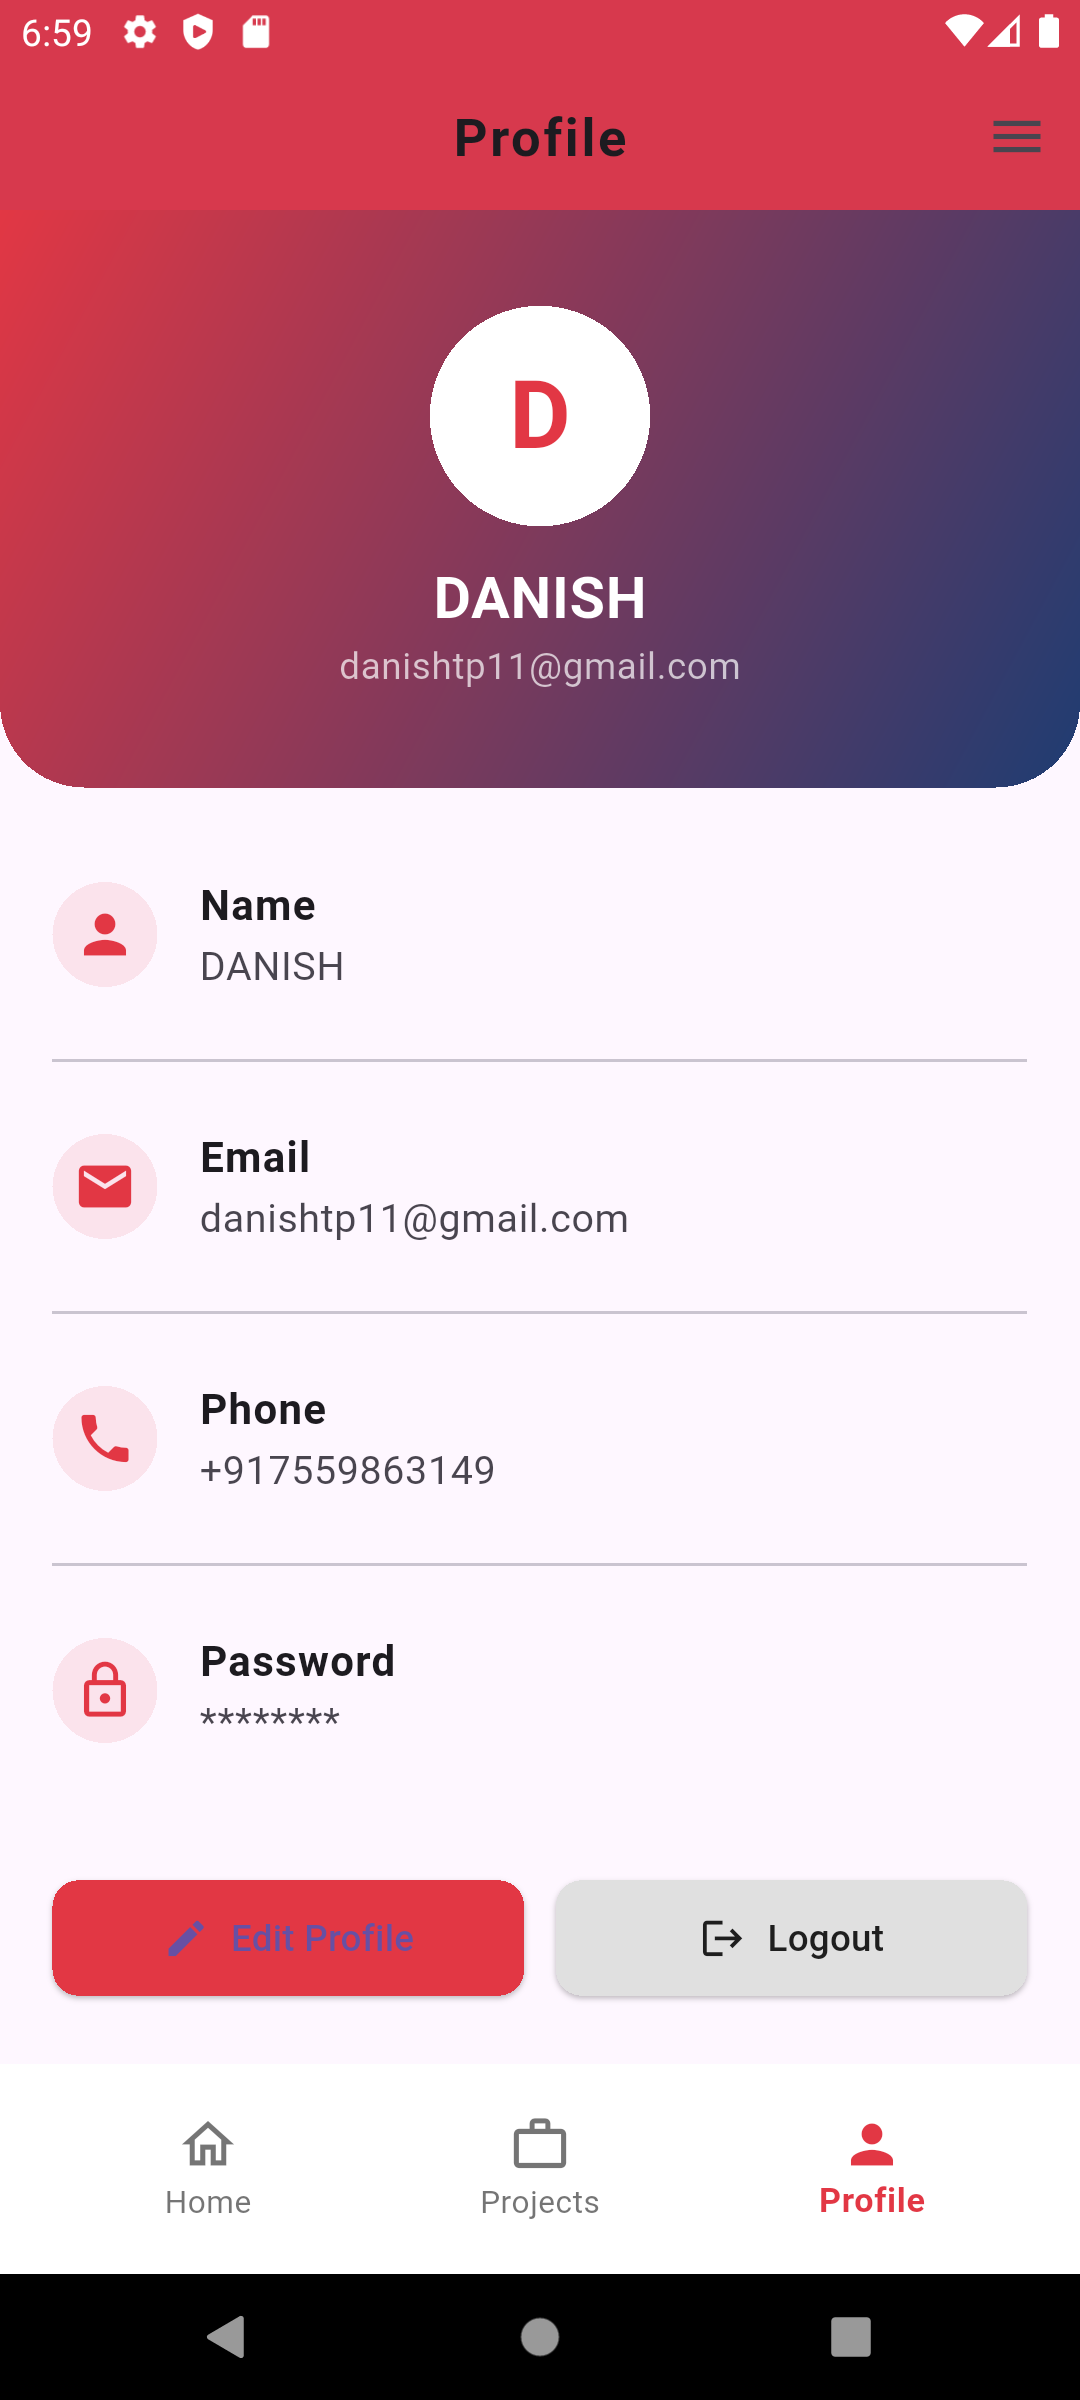 6:59
Profile
D
DANISH
danishtp11@gmail.com
Name
DANISH
Email
danishtp11@gmail.com
Phone
+917559863149
Password
********
Edit Profile
Logout
Home
Projects
Profile